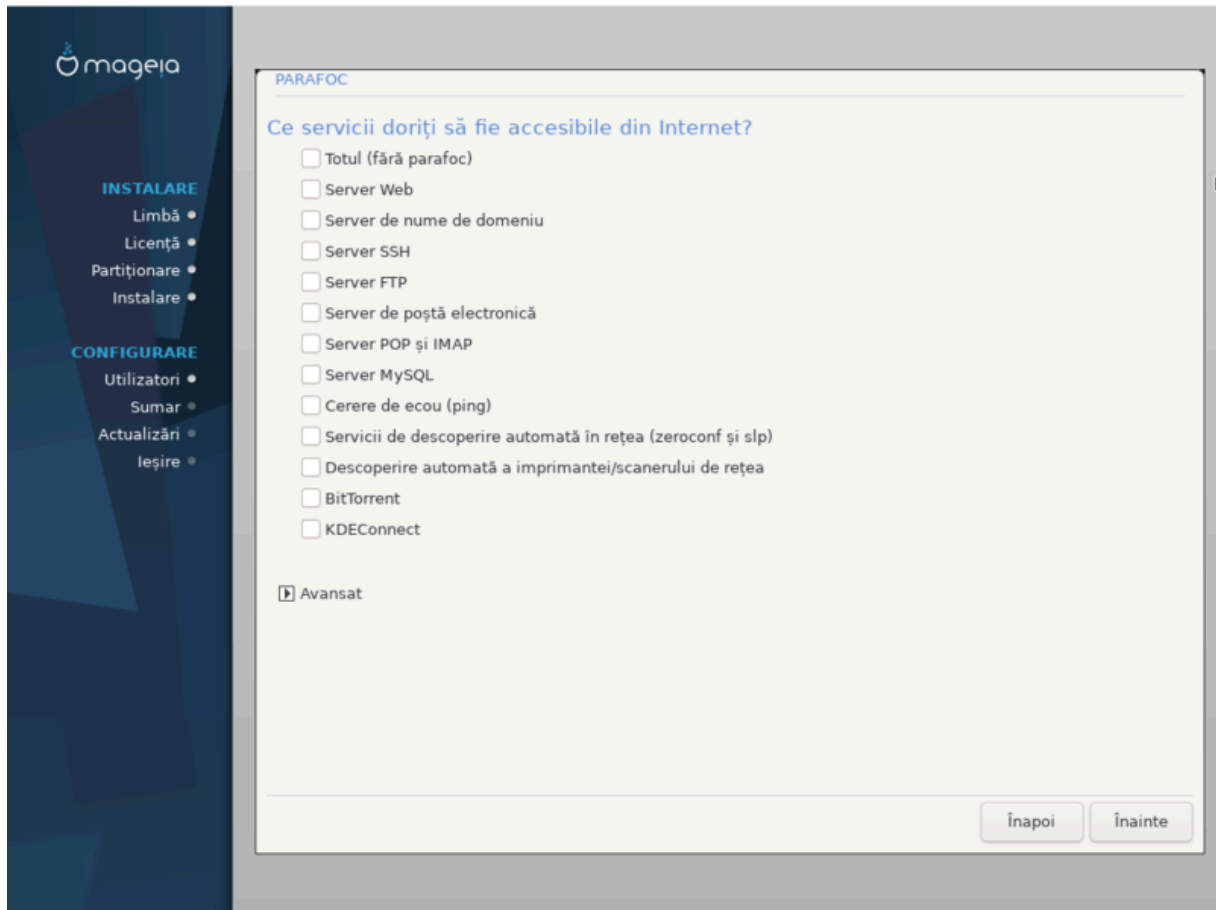 mageia
INSTALARE
Limbă
Licență
Partiționare
Instalare
CONFIGURARE
Utilizatori
Sumar
Actualizări
Ieșire
PARAFOC
Ce servicii doriți să fie accesibile din Internet?
Totul (fără parafoc)
Server Web
Server de nume de domeniu
Server SSH
Server FTP
Server de poștă electronică
Server POP și IMAP
Server MySQL
Cerere de ecou (ping)
Servicii de descoperire automată în rețea (zeroconf și slp)
Descoperire automată a imprimantei/scanerului de rețea
BitTorrent
KDEConnect
Avansat
Înapoi
Înainte